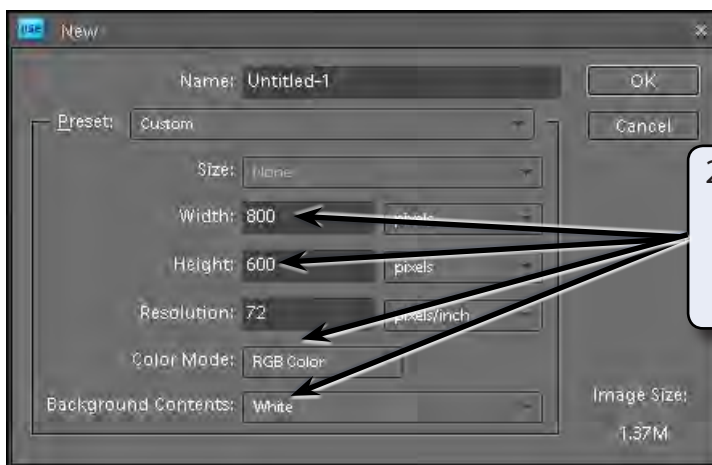 New
Name: Untitled-1
OK
Preset: Custom
Cancel
Size: None
2
Width: 800 pixels
Height: 600 pixels
Resolution: 72 pixels/inch
Color Mode: RGB Color
Background Contents: White
Image Size:
1.37M